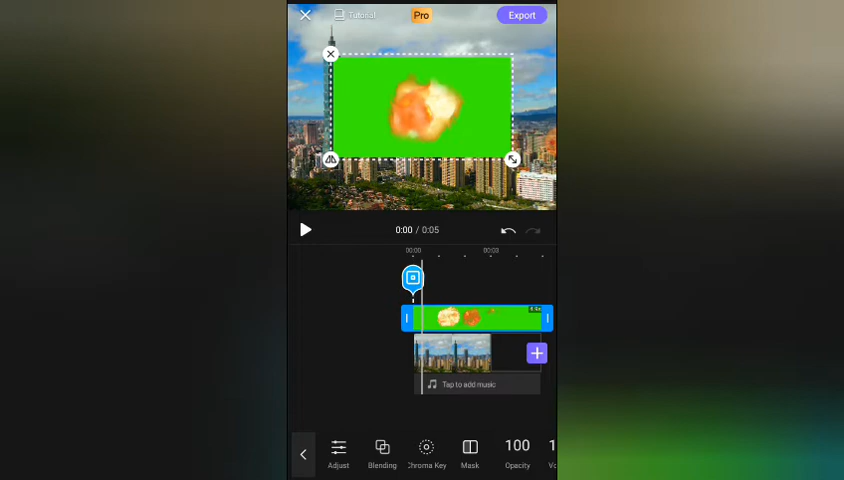 Tutorial
Pro
Export
0:00 / 0:05
00:00
00:03
Tap to add music
Adjust
Blending
Chroma Key
Mask
100
Opacity